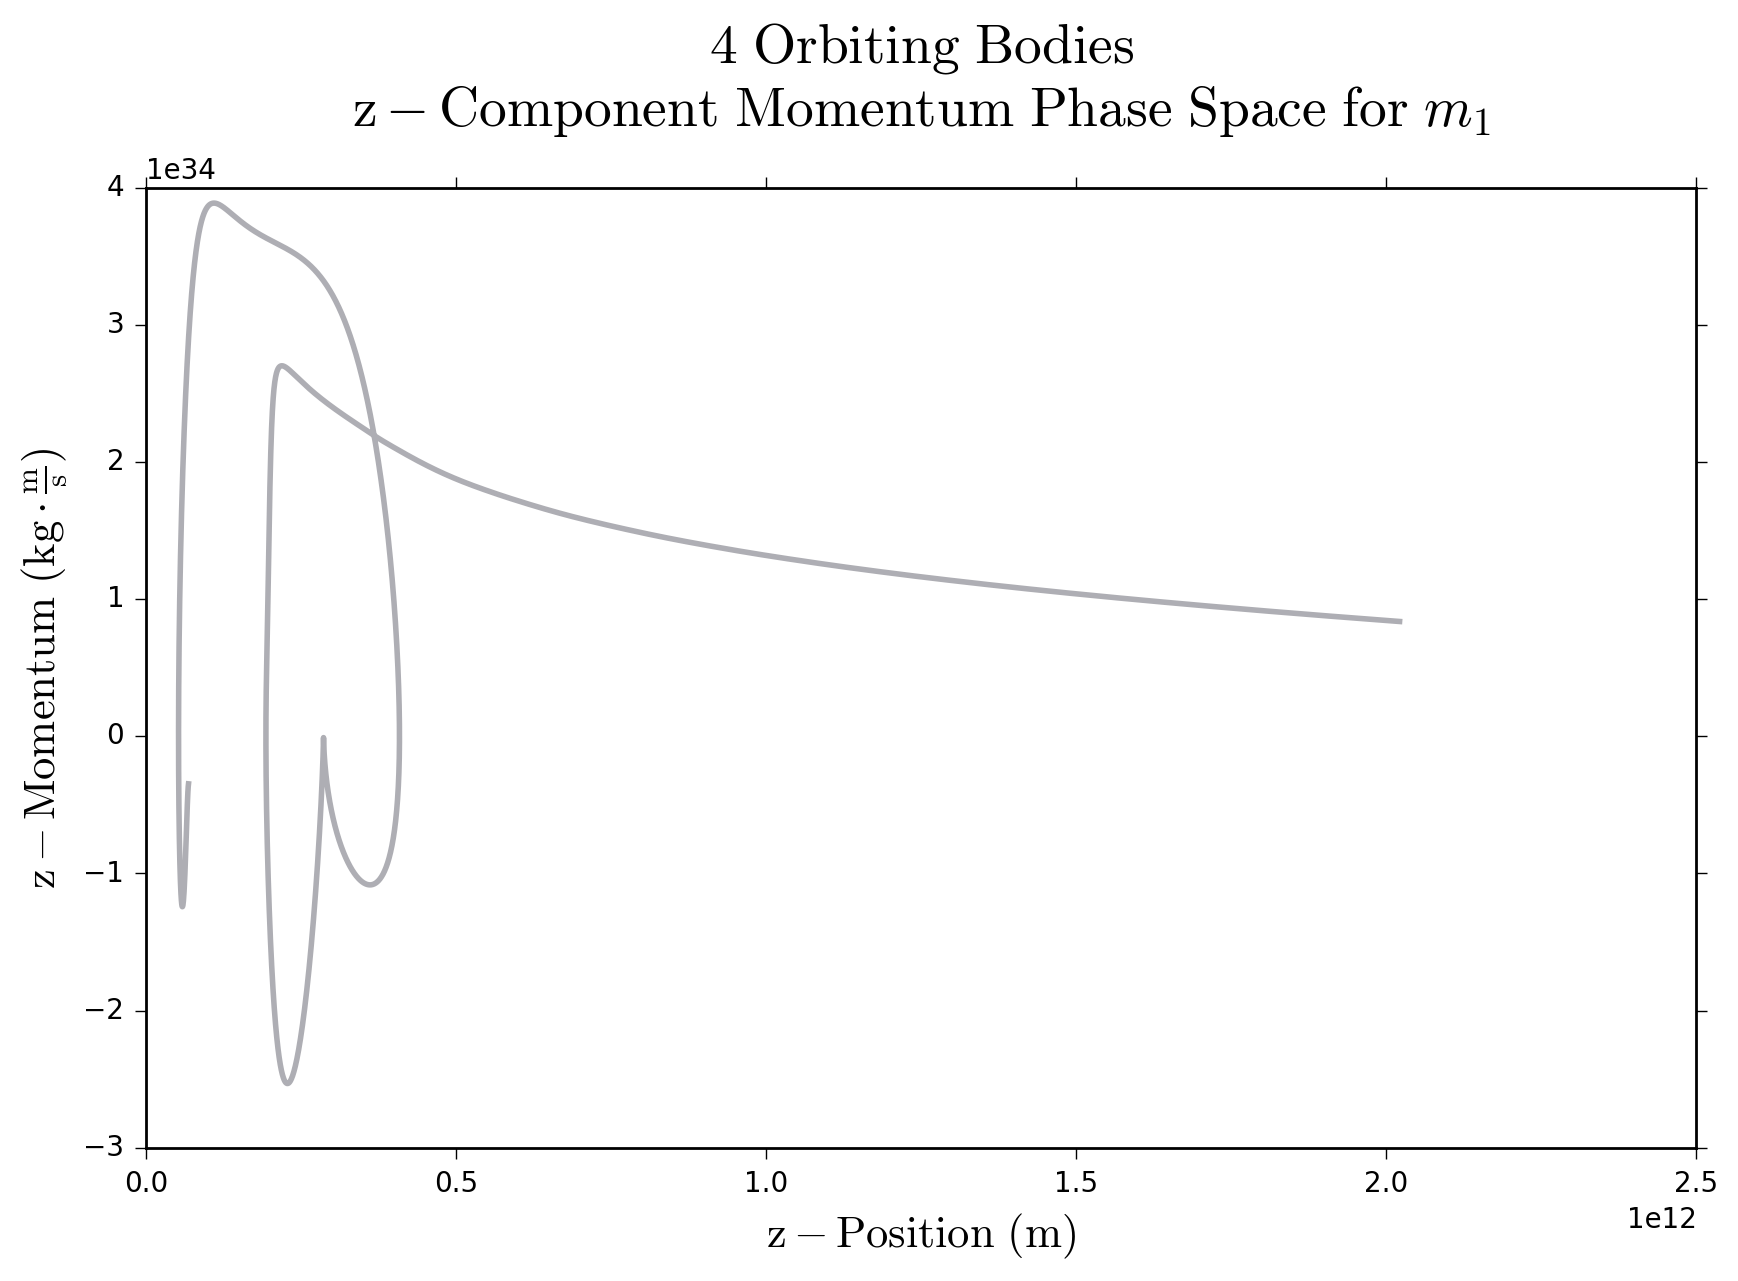 4 Orbiting Bodies
z − Component Momentum Phase Space for m₁
1e34
4
3
2
1
0
−1
−2
−3
z − Momentum (kg · m/s)
0.0 0.5 1.0 1.5 2.0 2.5
1e12
z − Position (m)